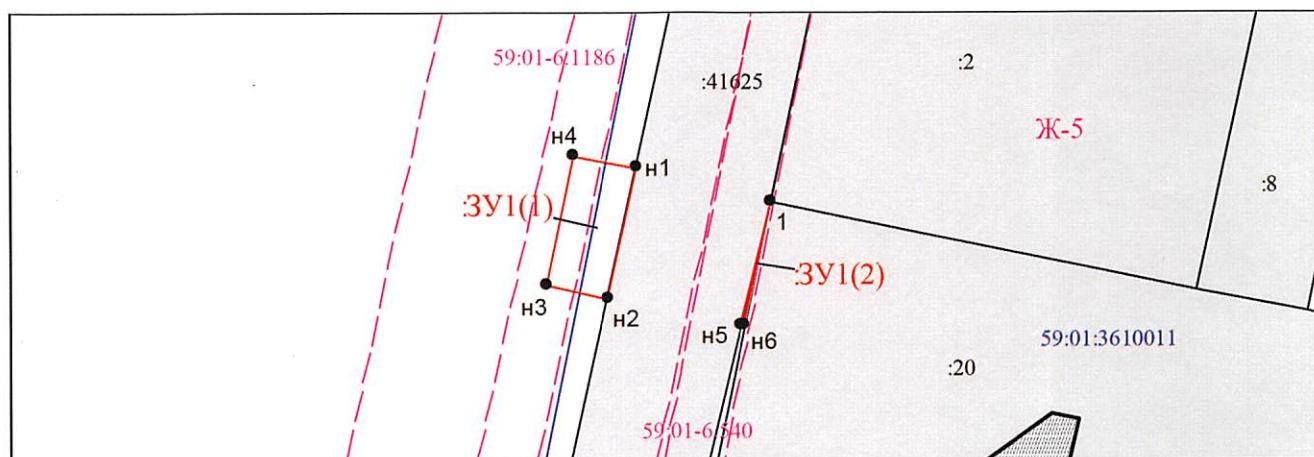 59:01-6.1186
:41625
:2
Ж-5
н4
н1
:8
:ЗУ1(1)
1
:ЗУ1(2)
н3
н2
н5
н6
59:01:3610011
:20
59:01-6.540